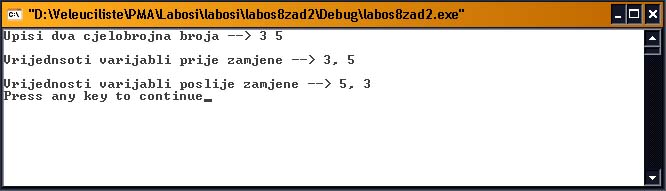 "D:\Veleuciliste\PMA\Labosi\labosi\labos8zad2\Debug\labos8zad2.exe"
Upisi dva cjelobrojna broja --> 3 5
Vrijednsoti varijabli prije zamjene --> 3, 5
Vrijednosti varijabli poslije zamjene --> 5, 3
Press any key to continue_